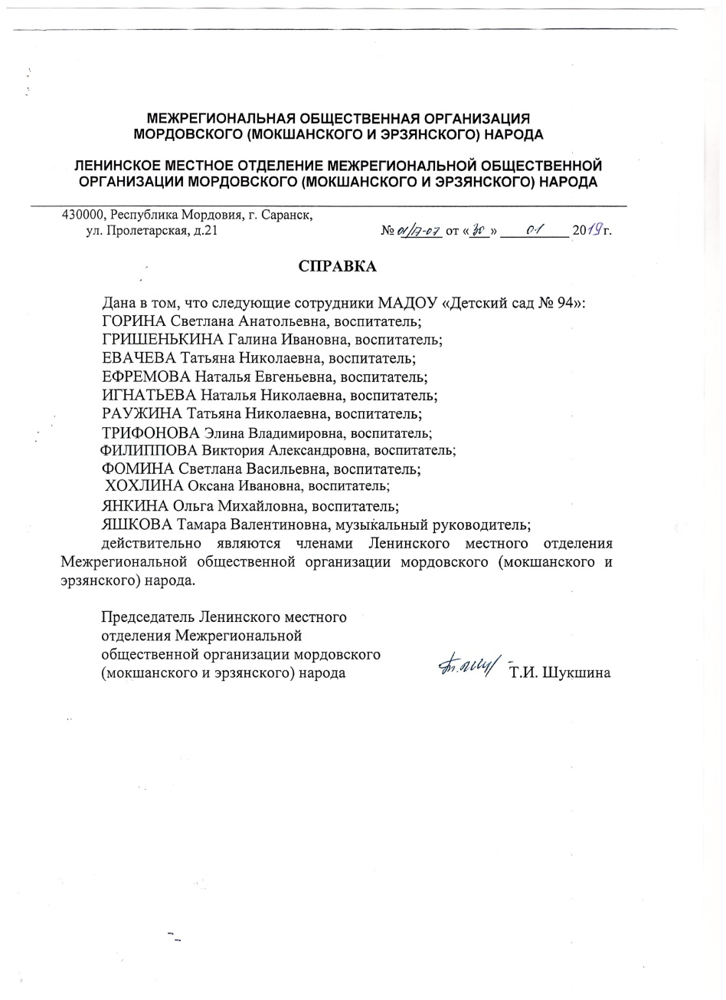 МЕЖРЕГИОНАЛЬНАЯ ОБЩЕСТВЕННАЯ ОРГАНИЗАЦИЯ
МОРДОВСКОГО (МОКШАНСКОГО И ЭРЗЯНСКОГО) НАРОДА
ЛЕНИНСКОЕ МЕСТНОЕ ОТДЕЛЕНИЕ МЕЖРЕГИОНАЛЬНОЙ ОБЩЕСТВЕННОЙ
ОРГАНИЗАЦИИ МОРДОВСКОГО (МОКШАНСКОГО И ЭРЗЯНСКОГО) НАРОДА
430000, Республика Мордовия, г. Саранск,
ул. Пролетарская, д.21
№ 01/17-07 от «30» 01 2019г.
СПРАВКА
Дана в том, что следующие сотрудники МАДОУ «Детский сад № 94»:
ГОРИНА Светлана Анатольевна, воспитатель;
ГРИШЕНЬКИНА Галина Ивановна, воспитатель;
ЕВАЧЕВА Татьяна Николаевна, воспитатель;
ЕФРЕМОВА Наталья Евгеньевна, воспитатель;
ИГНАТЬЕВА Наталья Николаевна, воспитатель;
РАУЖИНА Татьяна Николаевна, воспитатель;
ТРИФОНОВА Элина Владимировна, воспитатель;
ФИЛИППОВА Виктория Александровна, воспитатель;
ФОМИНА Светлана Васильевна, воспитатель;
ХОХЛИНА Оксана Ивановна, воспитатель;
ЯНКИНА Ольга Михайловна, воспитатель;
ЯШКОВА Тамара Валентиновна, музыкальный руководитель;
действительно являются членами Ленинского местного отделения
Межрегиональной общественной организации мордовского (мокшанского и
эрзянского) народа.
Председатель Ленинского местного
отделения Межрегиональной
общественной организации мордовского
(мокшанского и эрзянского) народа Т.И. Шукшина